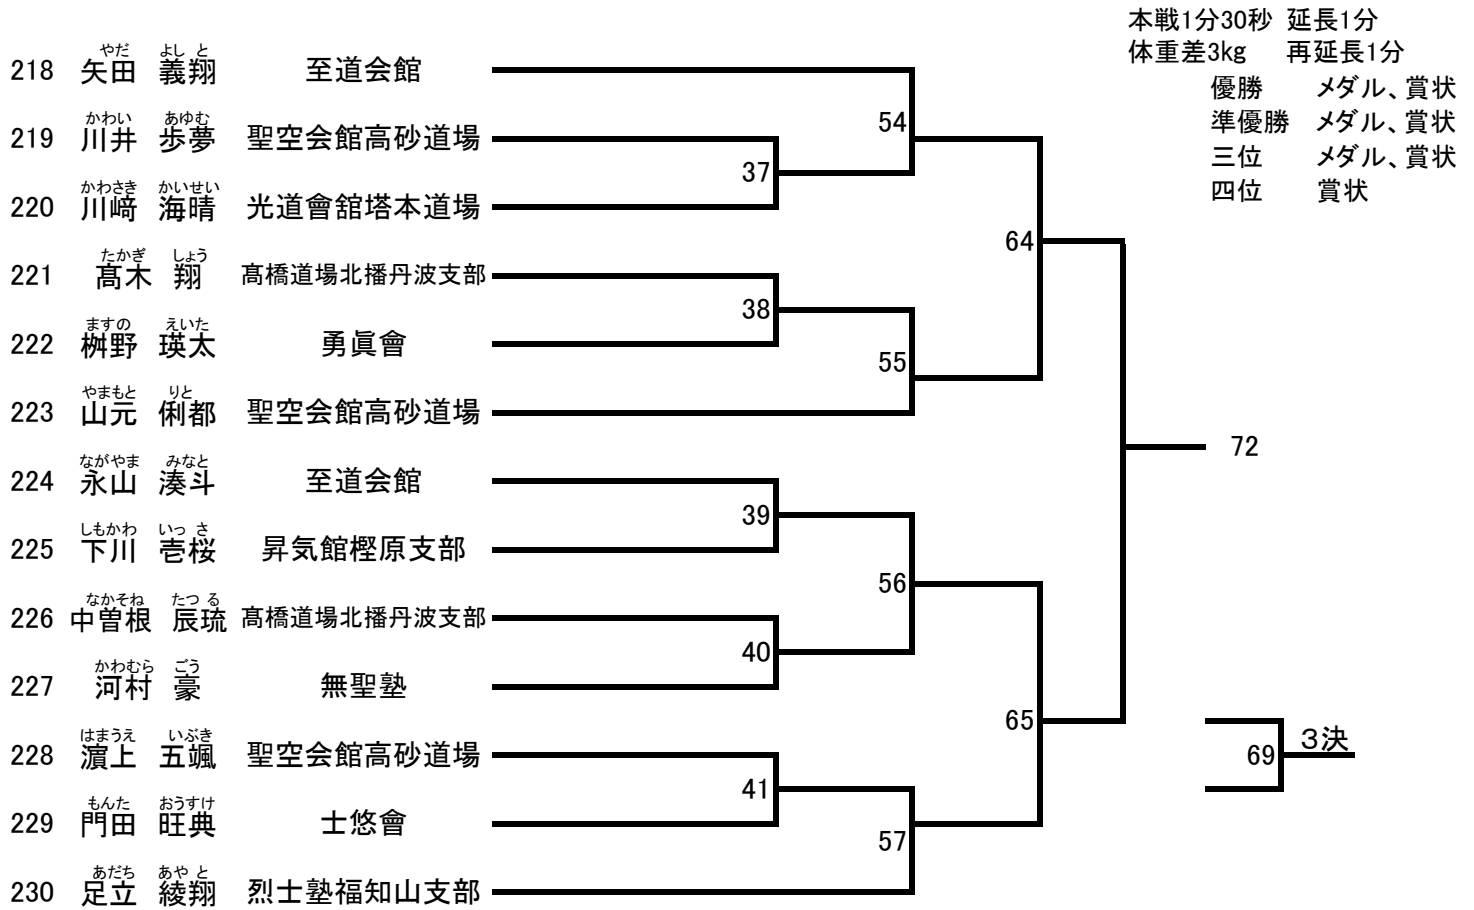 本戦1分30秒 延長1分
体重差3kg 再延長1分
優勝 メダル、賞状
準優勝 メダル、賞状
三位 メダル、賞状
四位 賞状
やだ よし と
218 矢田 義翔 至道会館
かわい あゆむ
219 川井 歩夢 聖空会館高砂道場
かわさき かいせい
220 川﨑 海晴 光道會舘塔本道場
たかぎ しょう
221 髙木 翔 髙橋道場北播丹波支部
ますの えいた
222 桝野 瑛太 勇眞會
やまもと りと
223 山元 俐都 聖空会館高砂道場
ながやま みなと
224 永山 湊斗 至道会館
しもかわ いっ さ
225 下川 壱桜 昇気館樫原支部
なかそね たつ る
226 中曽根 辰琉 髙橋道場北播丹波支部
かわむら ごう
227 河村 豪 無聖塾
はまうえ いぶき
228 濵上 五颯 聖空会館高砂道場
もんた おうすけ
229 門田 旺典 士悠會
あだち あや と
230 足立 綾翔 烈士塾福知山支部
37
38
39
40
41
54
55
56
57
64
65
72
69 3決